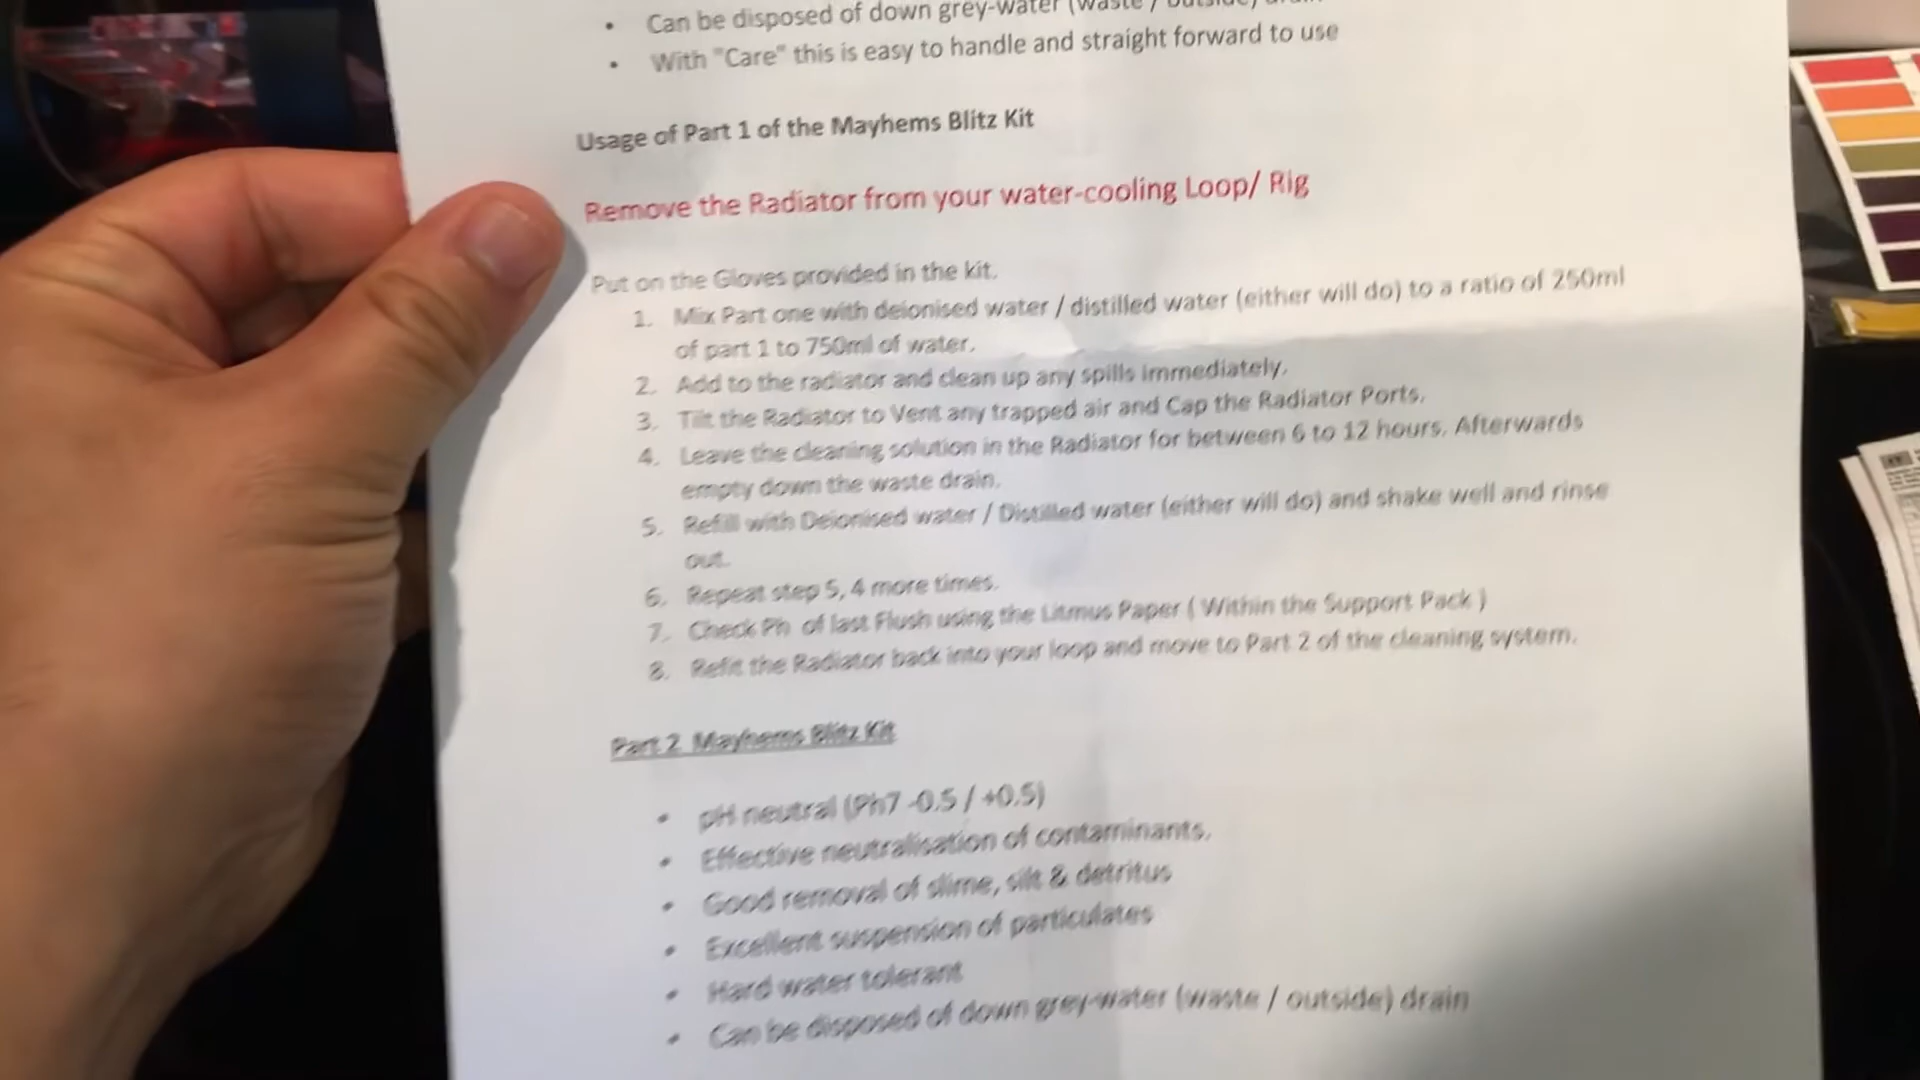 Can be disposed of down grey-water (waste / outside) drain
With "Care" this is easy to handle and straight forward to use
Usage of Part 1 of the Mayhems Blitz Kit
Remove the Radiator from your water-cooling Loop/ Rig
Put on the Gloves provided in the kit.
1. Mix Part one with deionised water / distilled water (either will do) to a ratio of 250ml
of part 1 to 750ml of water.
2. Add to the radiator and clean up any spills immediately.
3. Tilt the Radiator to Vent any trapped air and Cap the Radiator Ports.
4. Leave the cleaning solution in the Radiator for between 6 to 12 hours. Afterwards
empty down the waste drain.
5. Refill with Deionised water / Distilled water (either will do) and shake well and rinse
out.
6. Repeat step 5, 4 more times.
7. Check Ph of last Flush using the Litmus Paper ( Within the Support Pack )
8. Refit the Radiator back into your loop and move to Part 2 of the cleaning system.
Part 2 Mayhems Blitz Kit
pH neutral (Ph7 -0.5 / +0.5)
Effective neutralisation of contaminants.
Good removal of slime, silt & detritus
Excellent suspension of particulates
Hard water tolerant
Can be disposed of down grey-water (waste / outside) drain